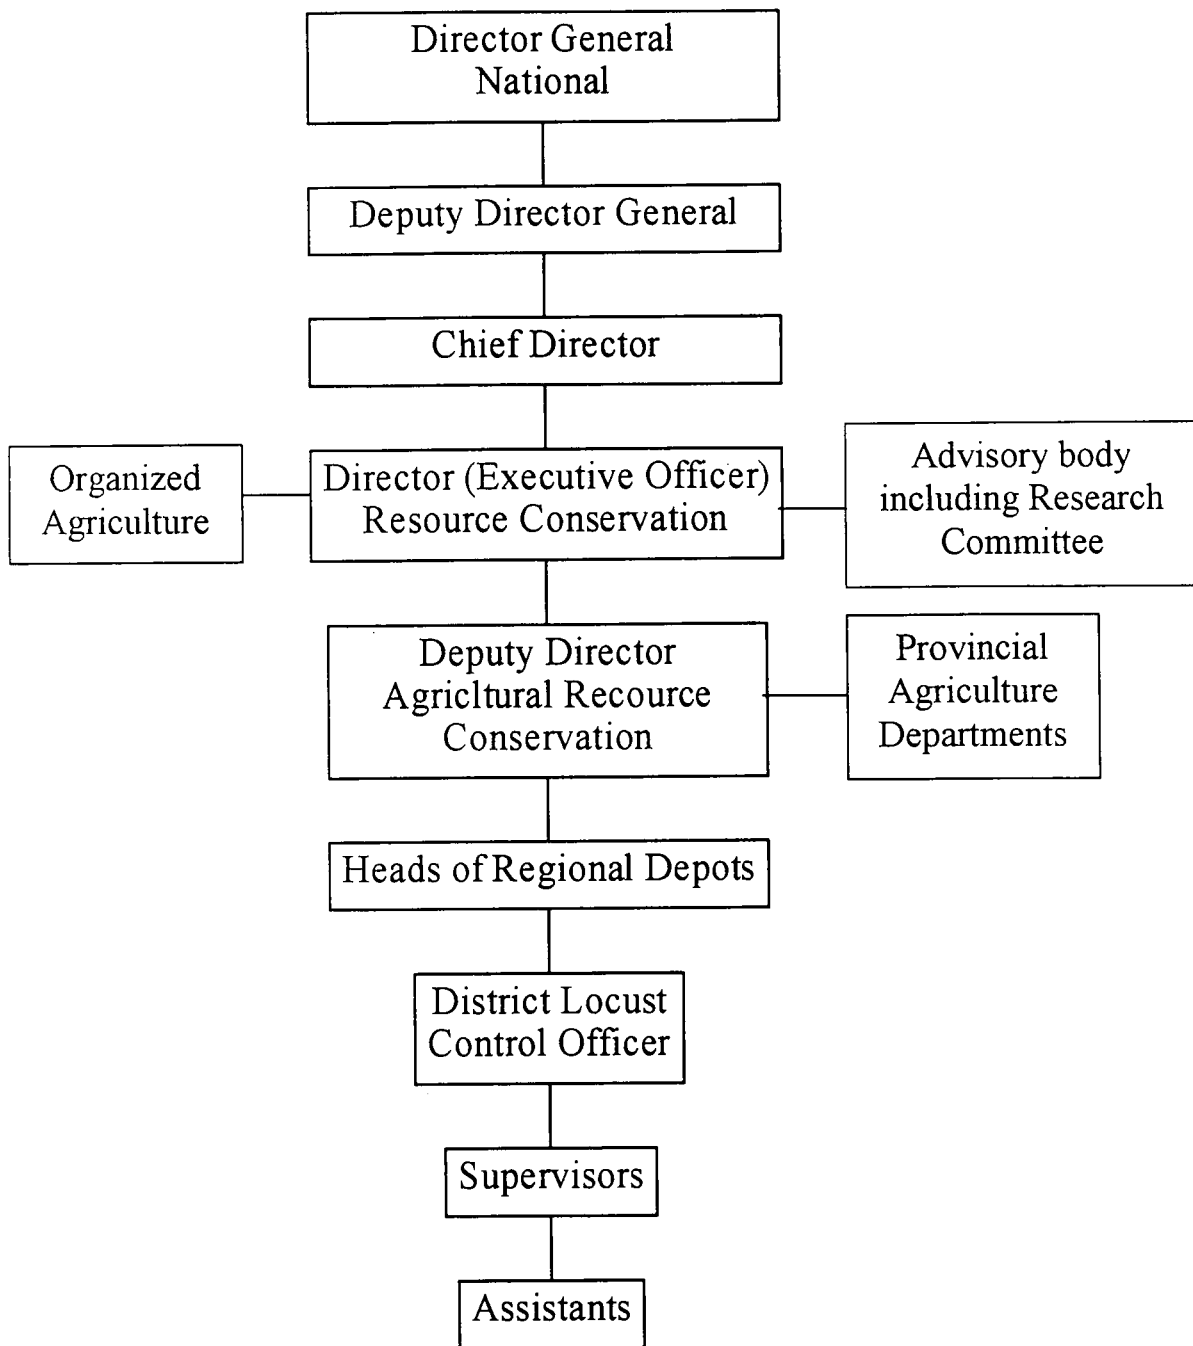 Director General
National
Deputy Director General
Chief Director
Organized
Agriculture
Director (Executive Officer)
Resource Conservation
Advisory body
including Research
Committee
Deputy Director
Agricltural Recource
Conservation
Provincial
Agriculture
Departments
Heads of Regional Depots
District Locust
Control Officer
Supervisors
Assistants